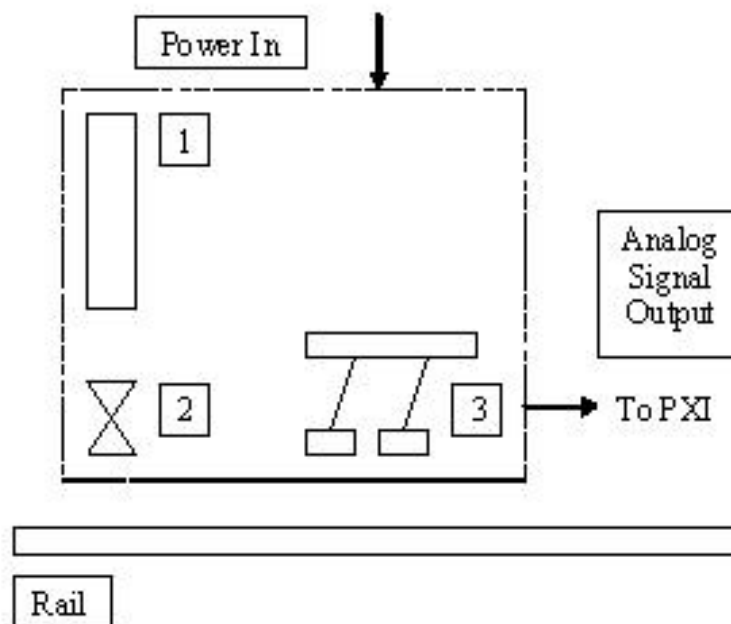 Power In
1
Analog
Signal
Output
2
3
To PXI
Rail